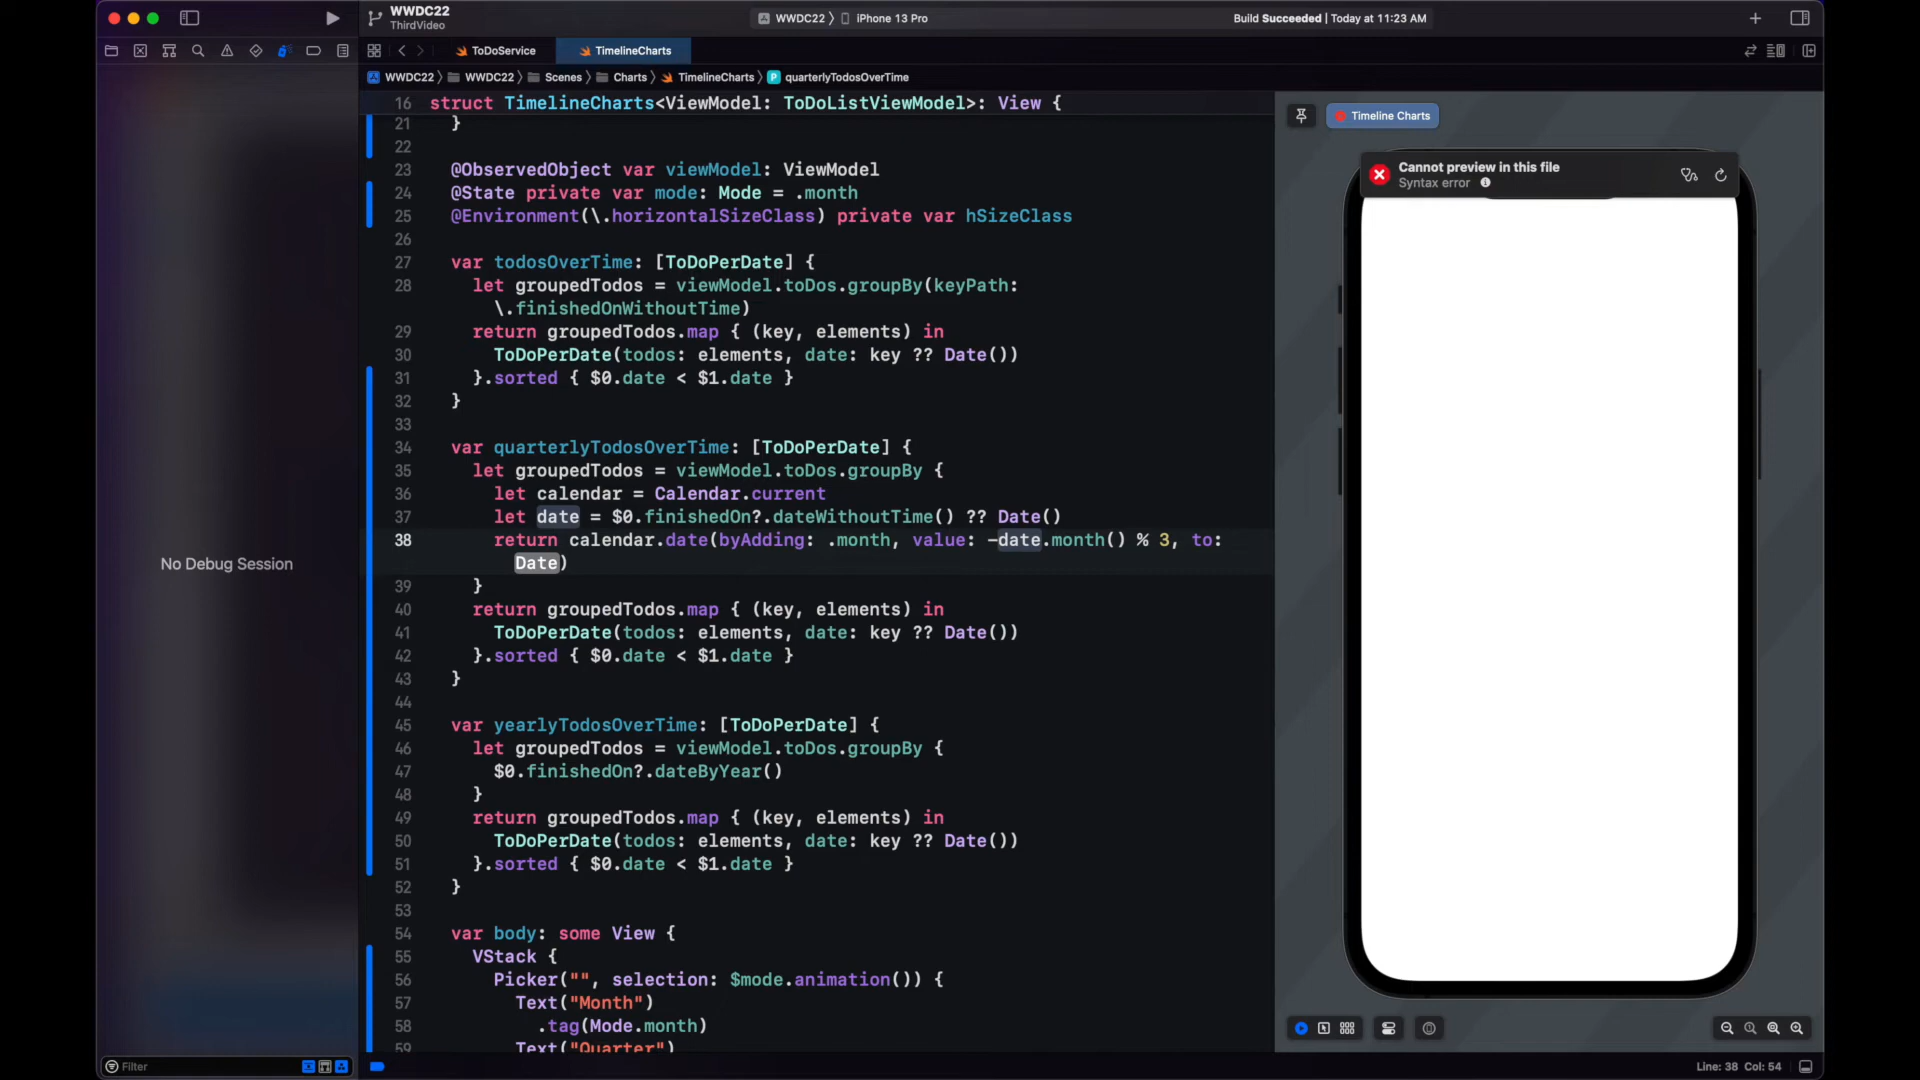 WWDC22
ThirdVideo
WWDC22 〉 iPhone 13 Pro
Build Succeeded | Today at 11:23 AM
ToDoService
TimelineCharts
WWDC22 〉 WWDC22 〉 Scenes 〉 Charts 〉 TimelineCharts 〉 P quarterlyTodosOverTime
16 struct TimelineCharts<ViewModel: ToDoListViewModel>: View {
21 }
22
23 @ObservedObject var viewModel: ViewModel
24 @State private var mode: Mode = .month
25 @Environment(\.horizontalSizeClass) private var hSizeClass
26
27 var todosOverTime: [ToDoPerDate] {
28 let groupedTodos = viewModel.toDos.groupBy(keyPath:
\.finishedOnWithoutTime)
29 return groupedTodos.map { (key, elements) in
30 ToDoPerDate(todos: elements, date: key ?? Date())
31 }.sorted { $0.date < $1.date }
32 }
33
34 var quarterlyTodosOverTime: [ToDoPerDate] {
35 let groupedTodos = viewModel.toDos.groupBy {
36 let calendar = Calendar.current
37 let date = $0.finishedOn?.dateWithoutTime() ?? Date()
38 return calendar.date(byAdding: .month, value: -date.month() % 3, to:
Date)
39 }
40 return groupedTodos.map { (key, elements) in
41 ToDoPerDate(todos: elements, date: key ?? Date())
42 }.sorted { $0.date < $1.date }
43 }
44
45 var yearlyTodosOverTime: [ToDoPerDate] {
46 let groupedTodos = viewModel.toDos.groupBy {
47 $0.finishedOn?.dateByYear()
48 }
49 return groupedTodos.map { (key, elements) in
50 ToDoPerDate(todos: elements, date: key ?? Date())
51 }.sorted { $0.date < $1.date }
52 }
53
54 var body: some View {
55 VStack {
56 Picker("", selection: $mode.animation()) {
57 Text("Month")
58 .tag(Mode.month)
59 Text("Quarter")
No Debug Session
Filter
Timeline Charts
Cannot preview in this file
Syntax error
Line: 38 Col: 54